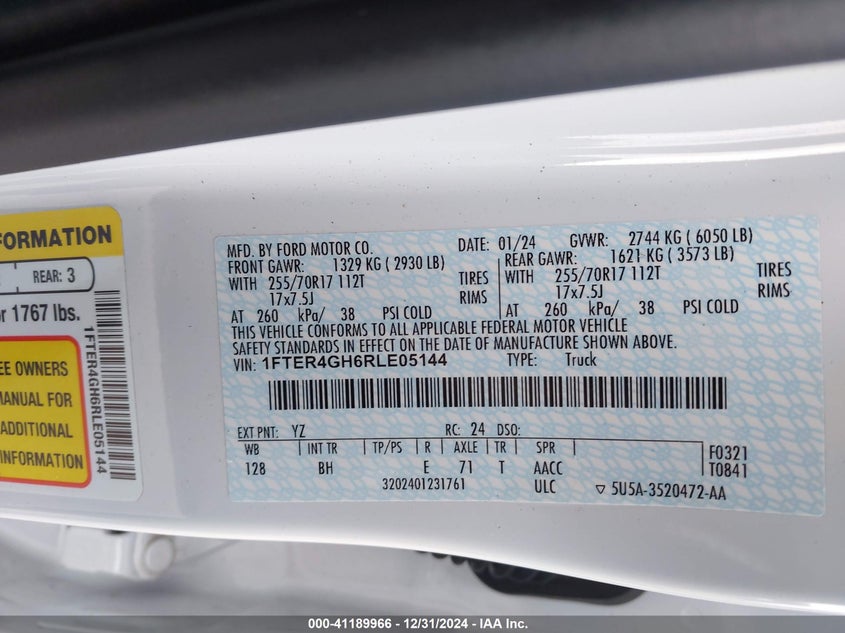 FORMATION
REAR: 3
r 1767 lbs.
EE OWNERS
MANUAL FOR
ADDITIONAL
INFORMATION
1FTER4GH6RLE05144
MFD. BY FORD MOTOR CO. DATE: 01/24 GVWR: 2744 KG ( 6050 LB)
FRONT GAWR: 1329 KG ( 2930 LB) REAR GAWR: 1621 KG ( 3573 LB)
WITH 255/70R17 112T TIRES WITH 255/70R17 112T TIRES
17x7.5J RIMS 17x7.5J RIMS
AT 260 kPa/ 38 PSI COLD AT 260 kPa/ 38 PSI COLD
THIS VEHICLE CONFORMS TO ALL APPLICABLE FEDERAL MOTOR VEHICLE
SAFETY STANDARDS IN EFFECT ON THE DATE OF MANUFACTURE SHOWN ABOVE.
VIN: 1FTER4GH6RLE05144 TYPE: Truck
EXT PNT: YZ RC: 24 DSO:
WB INT TR TP/PS R AXLE TR SPR F0321
128 BH E 71 T AACC T0841
3202401231761 ULC ▽ 5U5A-3520472-AA
000-41189966 - 12/31/2024 - IAA Inc.